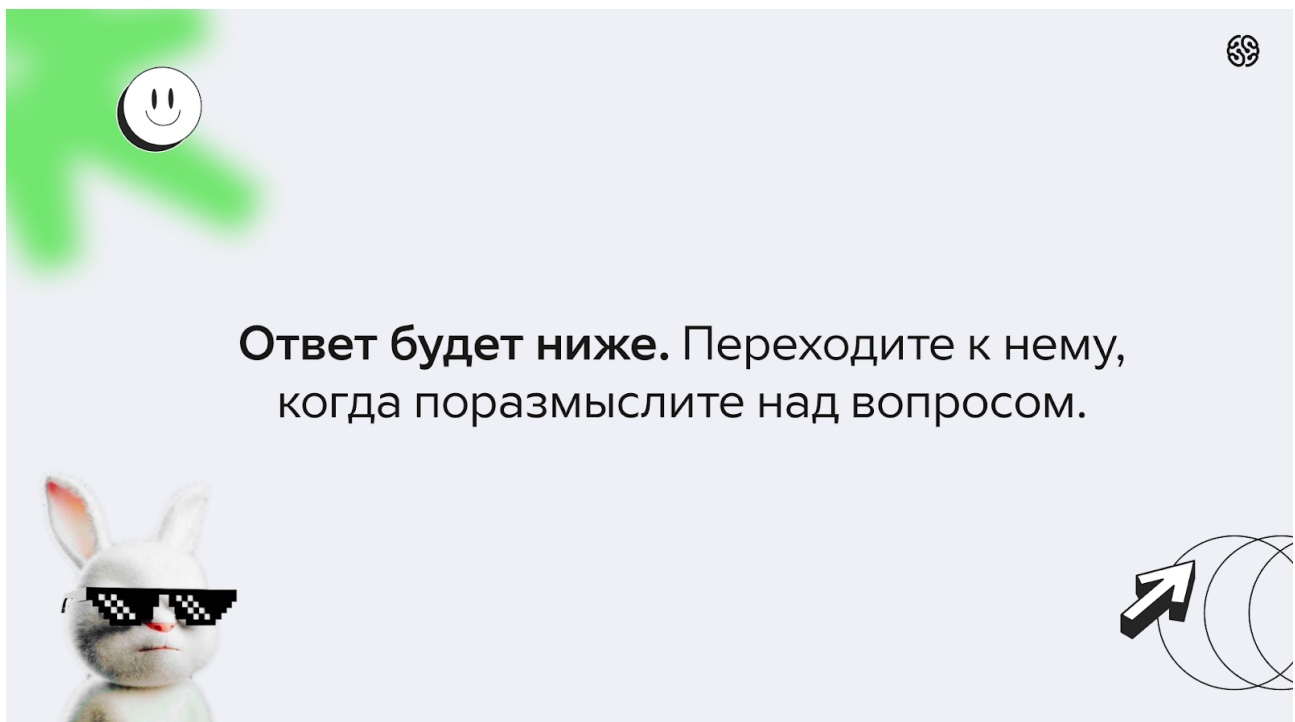 Ответ будет ниже. Переходите к нему,
когда поразмыслите над вопросом.